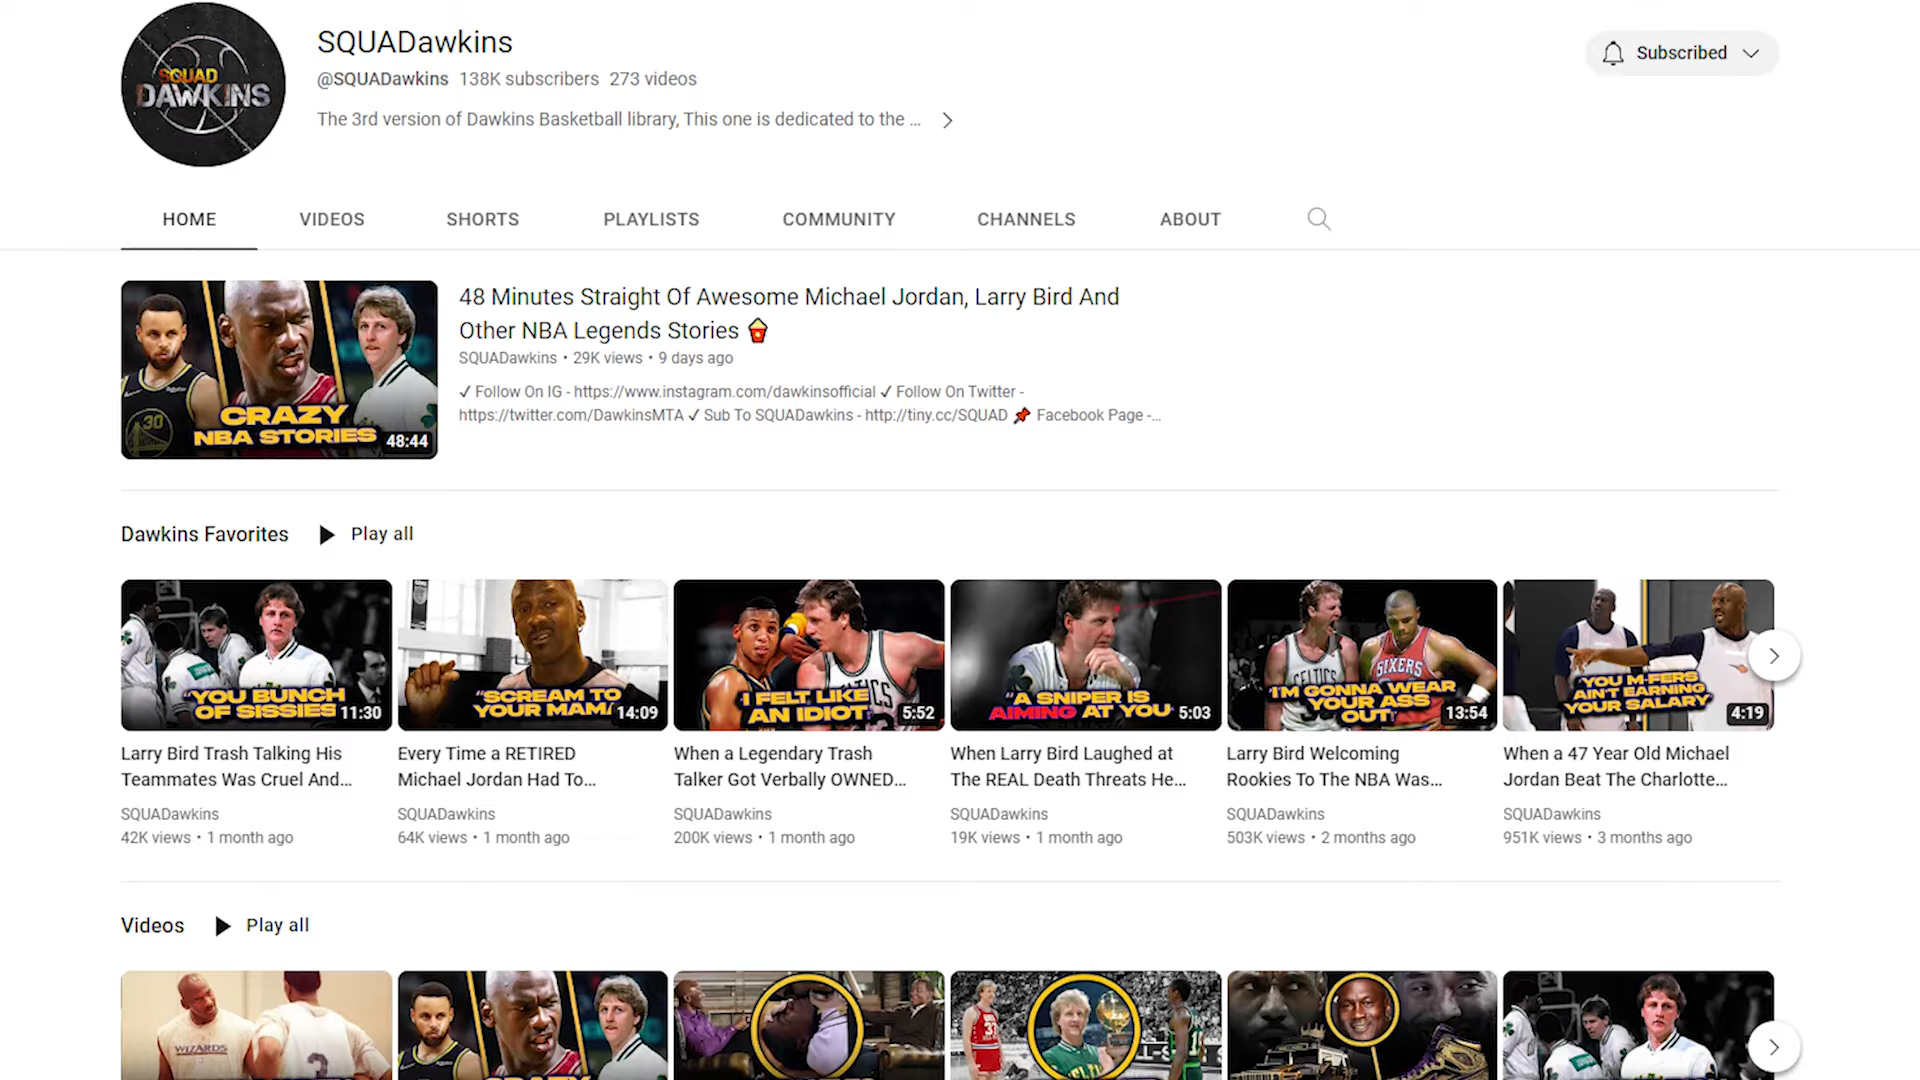 SQUAD
DAWKINS
SQUADawkins
@SQUADawkins 138K subscribers 273 videos
The 3rd version of Dawkins Basketball library, This one is dedicated to the ...
Subscribed
HOME
VIDEOS
SHORTS
PLAYLISTS
COMMUNITY
CHANNELS
ABOUT
30
CRAZY
NBA STORIES
48:44
48 Minutes Straight Of Awesome Michael Jordan, Larry Bird And
Other NBA Legends Stories
SQUADawkins • 29K views • 9 days ago
✓ Follow On IG - https://www.instagram.com/dawkinsofficial ✓ Follow On Twitter -
https://twitter.com/DawkinsMTA ✓ Sub To SQUADawkins - http://tiny.cc/SQUAD 📌 Facebook Page -...
Dawkins Favorites
Play all
"YOU BUNCH
OF SISSIES
11:30
Larry Bird Trash Talking His
Teammates Was Cruel And...
SQUADawkins
42K views • 1 month ago
"SCREAM TO
YOUR MAMA
14:09
Every Time a RETIRED
Michael Jordan Had To...
SQUADawkins
64K views • 1 month ago
I FELT LIKE
AN IDIOT"
5:52
When a Legendary Trash
Talker Got Verbally OWNED...
SQUADawkins
200K views • 1 month ago
"A SNIPER IS
AIMING AT YOU"
5:03
When Larry Bird Laughed at
The REAL Death Threats He...
SQUADawkins
19K views • 1 month ago
CELTICS
SIXERS
"I'M GONNA WEAR
YOUR ASS
OUT"
13:54
Larry Bird Welcoming
Rookies To The NBA Was...
SQUADawkins
503K views • 2 months ago
"YOU M-FERS
AIN'T EARNING
YOUR SALARY"
4:19
When a 47 Year Old Michael
Jordan Beat The Charlotte...
SQUADawkins
951K views • 3 months ago
Videos
Play all
WIZARDS
3
33